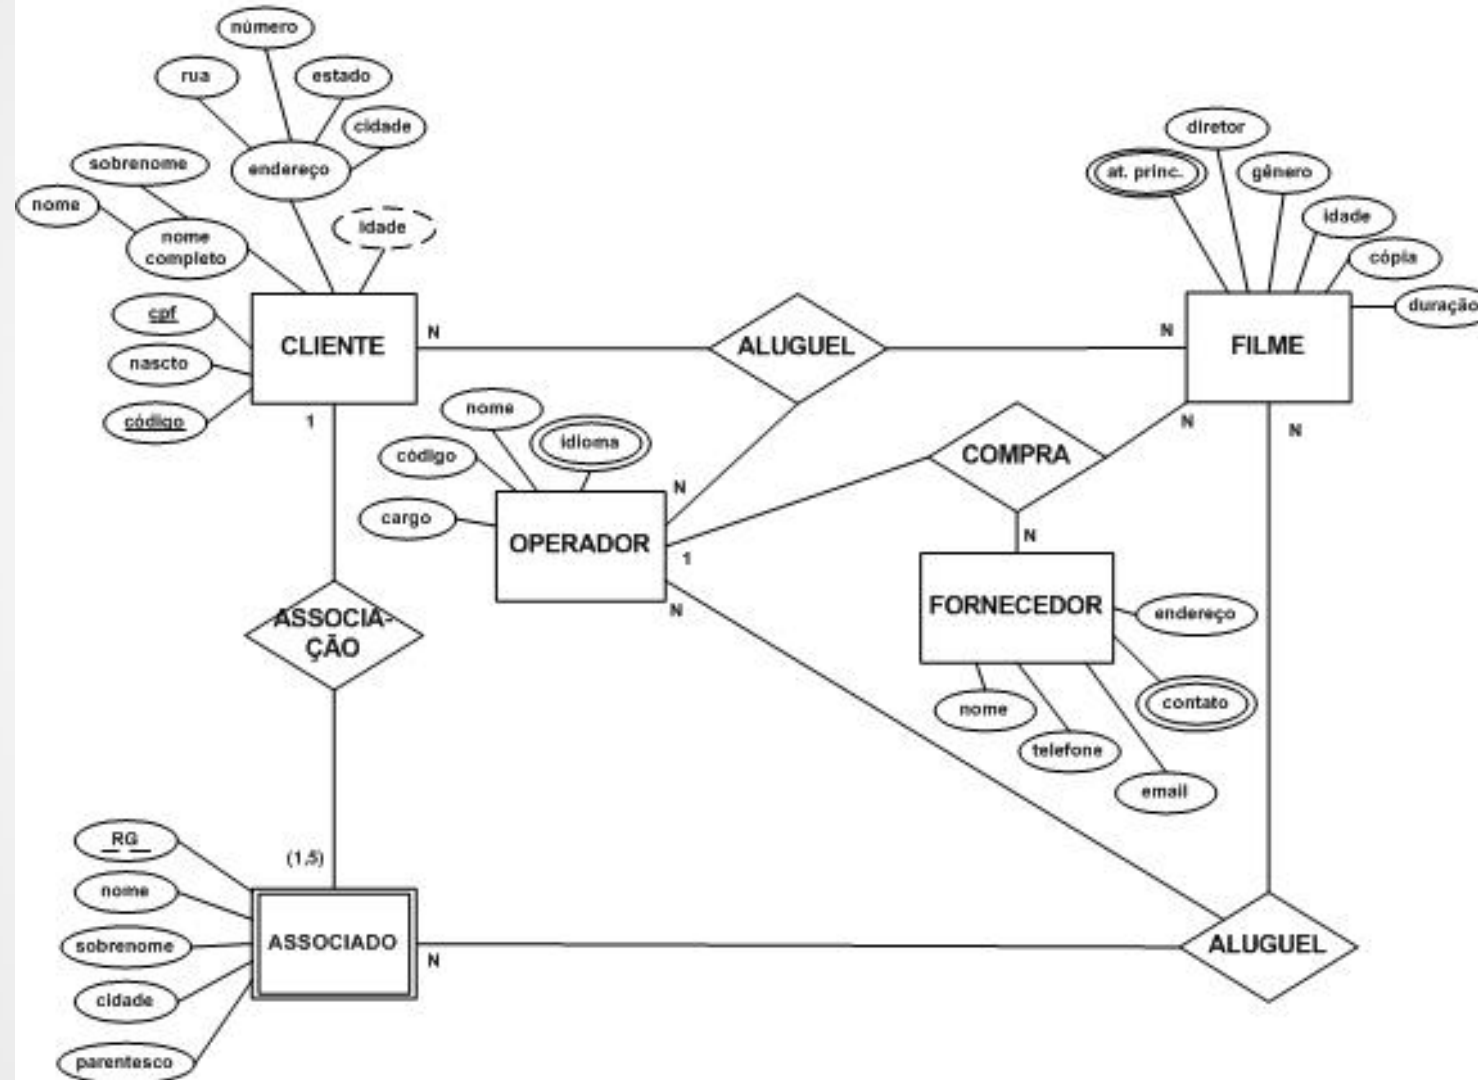 número
rua
estado
cidade
endereço
sobrenome
nome
nome
completo
idade
cpf
nascto
código
CLIENTE
N
ALUGUEL
N
FILME
diretor
at. princ.
gênero
idade
cópia
duração
1
N
N
nome
idioma
código
cargo
OPERADOR
N
1
N
COMPRA
N
FORNECEDOR
endereço
contato
nome
telefone
email
ASSOCIA-
ÇÃO
(1,5)
RG
nome
sobrenome
cidade
parentesco
ASSOCIADO
N
ALUGUEL